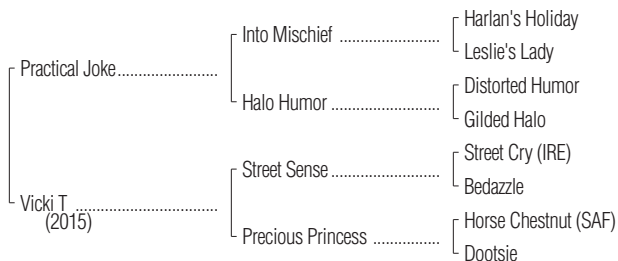 Harlan's Holiday
Into Mischief ........................
Leslie's Lady
Practical Joke........................
Distorted Humor
Halo Humor ..........................
Gilded Halo
Street Cry (IRE)
Street Sense ..........................
Bedazzle
Vicki T ..................................
(2015)
Horse Chestnut (SAF)
Precious Princess ................
Dootsie